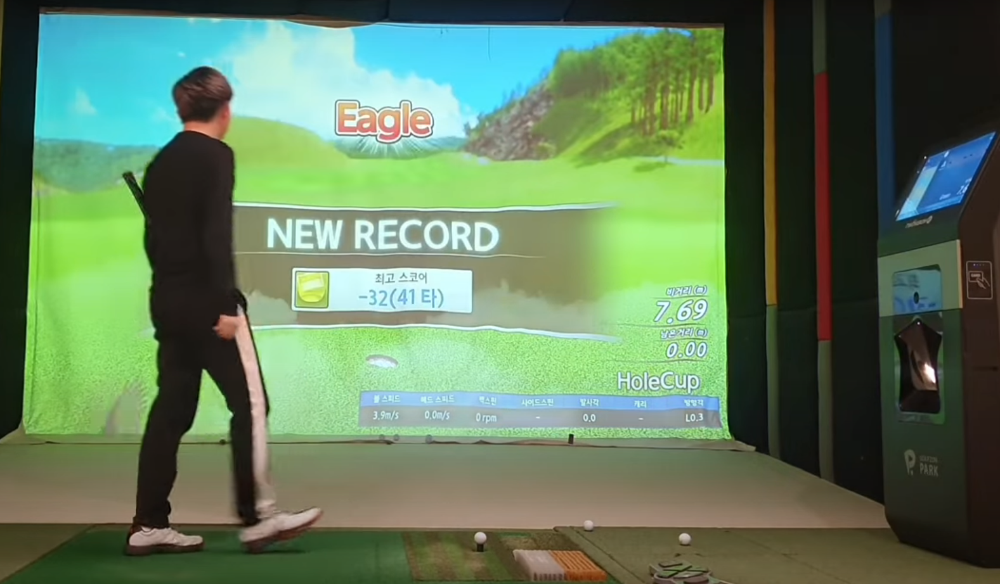 Eagle
NEW RECORD
최고 스코어
-32(41 타)
비거리 (m)
7.69
남은거리 (m)
0.00
HoleCup
볼 스피드 헤드 스피드 백스핀 사이드스핀 발사각 캐리 방향각
3.9m/s 0.0m/s 0 rpm - 0.0 - L0.3
PARK